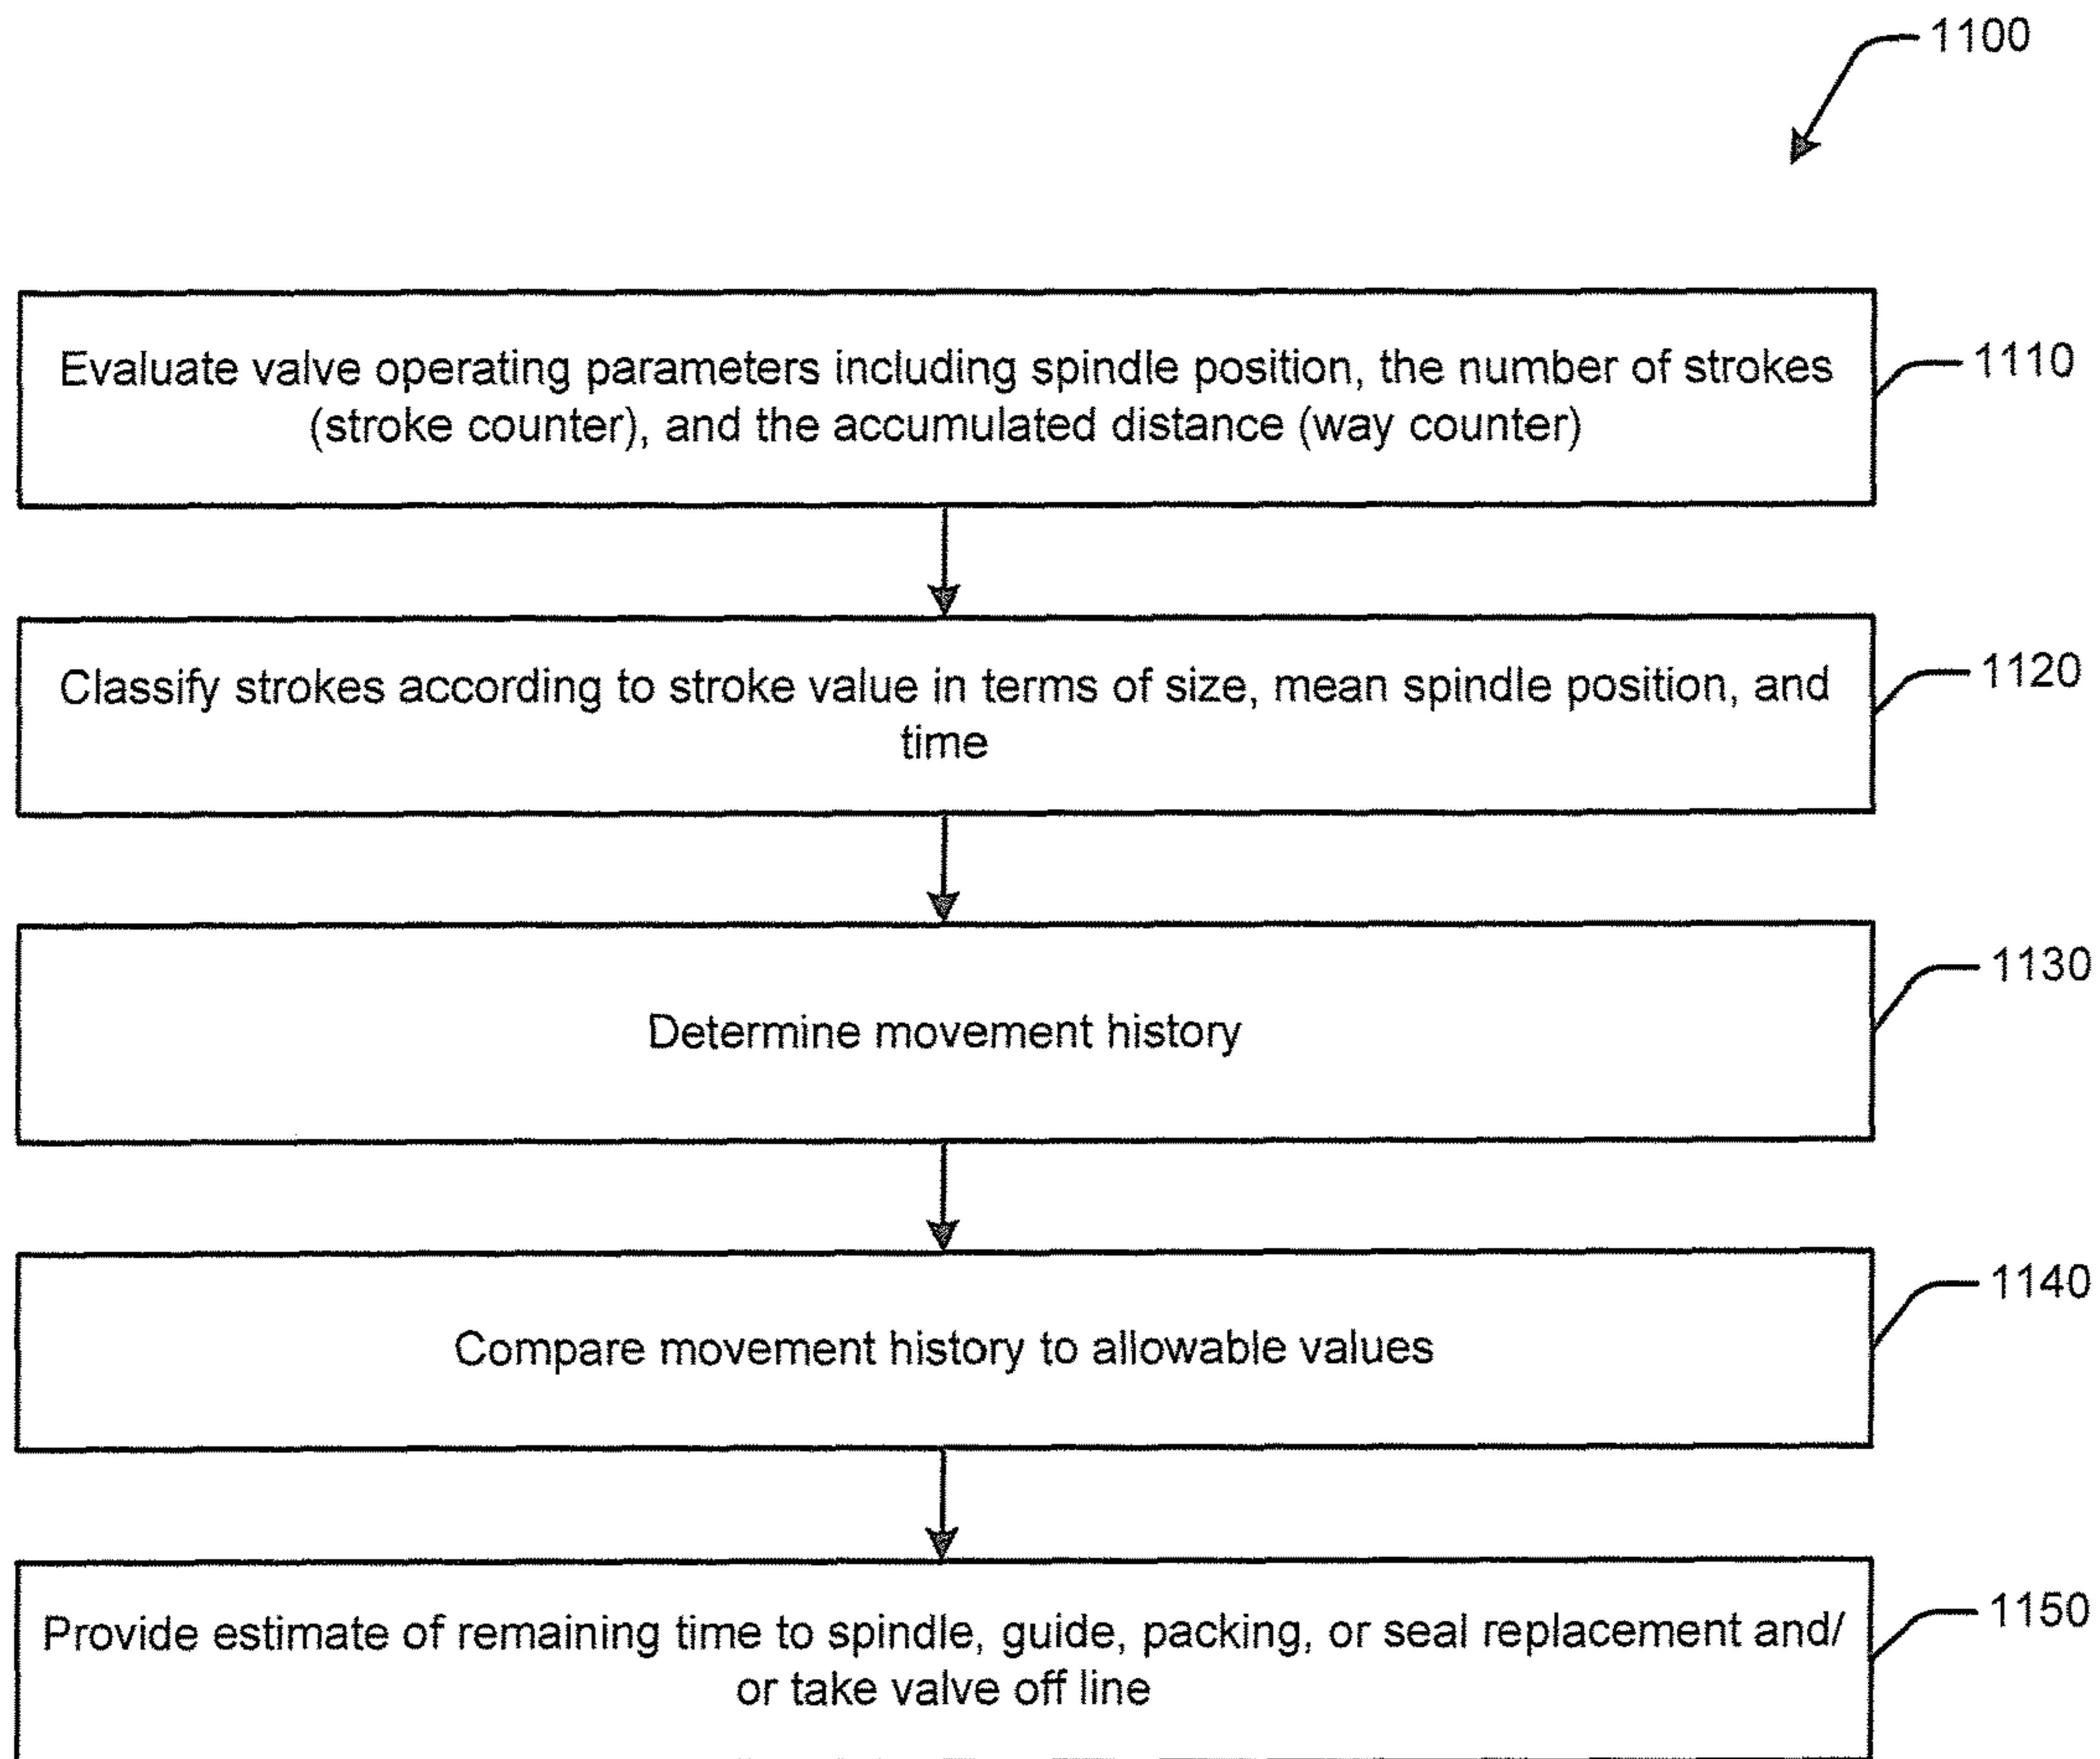 1100
Evaluate valve operating parameters including spindle position, the number of strokes
(stroke counter), and the accumulated distance (way counter)
1110
Classify strokes according to stroke value in terms of size, mean spindle position, and
time
1120
Determine movement history
1130
Compare movement history to allowable values
1140
Provide estimate of remaining time to spindle, guide, packing, or seal replacement and/
or take valve off line
1150